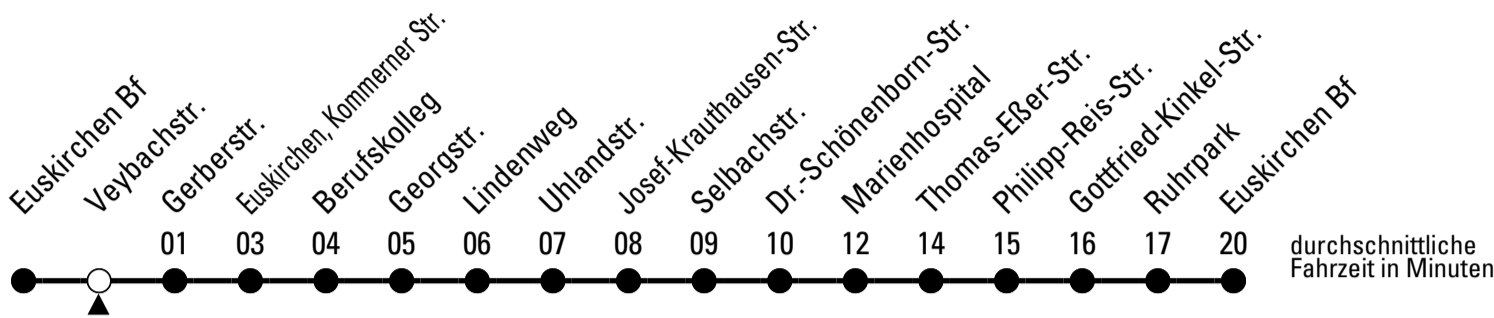 Euskirchen Bf
Veybachstr.
Gerberstr.
Euskirchen, Kommerner Str.
Berufskolleg
Georgstr.
Lindenweg
Uhlandstr.
Josef-Krauthausen-Str.
Selbachstr.
Dr.-Schönenborn-Str.
Marienhospital
Thomas-Eßer-Str.
Philipp-Reis-Str.
Gottfried-Kinkel-Str.
Ruhrpark
Euskirchen Bf
01 03 04 05 06 07 08 09 10 12 14 15 16 17 20
durchschnittliche
Fahrzeit in Minuten